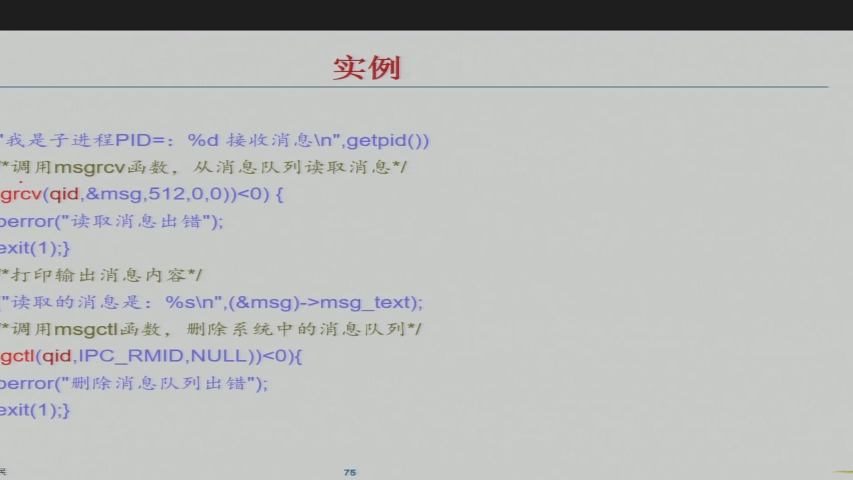 实例
"我是子进程PID=：%d 接收消息\n",getpid())
/*调用msgrcv函数，从消息队列读取消息*/
grcv(qid,&msg,512,0,0))<0) {
perror("读取消息出错");
exit(1);}
/*打印输出消息内容*/
("读取的消息是：%s\n",(&msg)->msg_text);
/*调用msgctl函数，删除系统中的消息队列*/
gctl(qid,IPC_RMID,NULL))<0){
perror("删除消息队列出错");
exit(1);}
75